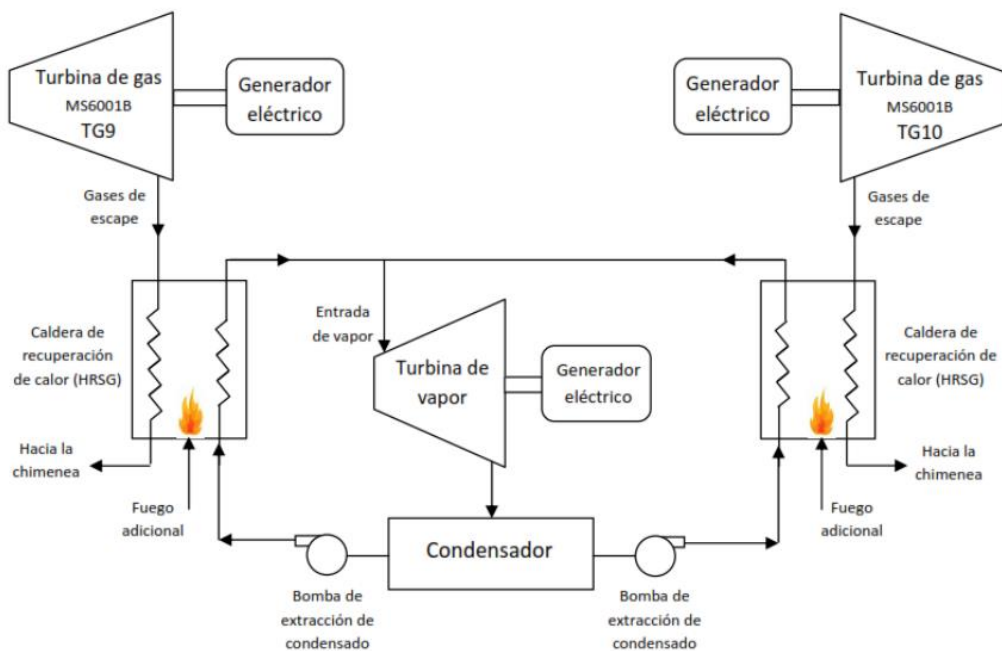 Turbina de gas
MS6001B
TG9
Generador
eléctrico
Generador
eléctrico
Turbina de gas
MS6001B
TG10
Gases de
escape
Gases de
escape
Caldera de
recuperación
de calor (HRSG)
Entrada
de vapor
Turbina de
vapor
Generador
eléctrico
Caldera de
recuperación de
calor (HRSG)
Hacia la
chimenea
Fuego
adicional
Hacia la
chimenea
Fuego
adicional
Condensador
Bomba de
extracción de
condensado
Bomba de
extracción de
condensado